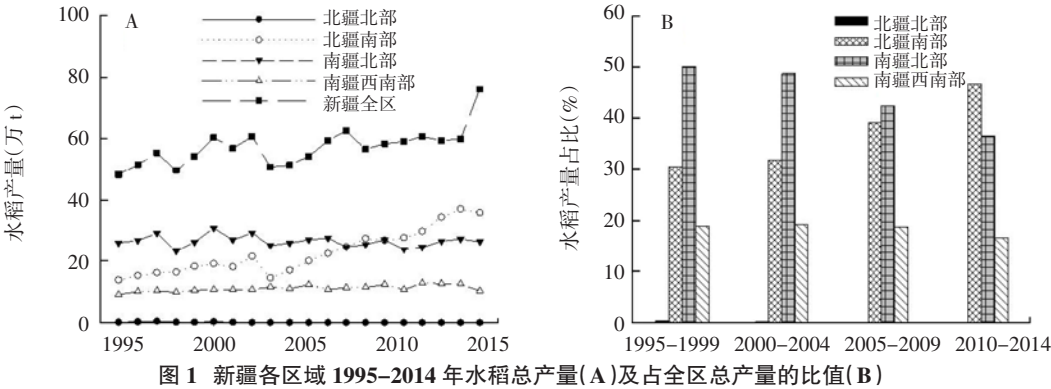 A
北疆北部
北疆南部
南疆北部
南疆西南部
新疆全区
水稻产量(万 t)
100
80
60
40
20
0
1995
2000
2005
2010
2015
B
北疆北部
北疆南部
南疆北部
南疆西南部
水稻产量占比(%)
60
50
40
30
20
10
0
1995-1999
2000-2004
2005-2009
2010-2014
图 1 新疆各区域 1995-2014 年水稻总产量(A)及占全区总产量的比值(B)